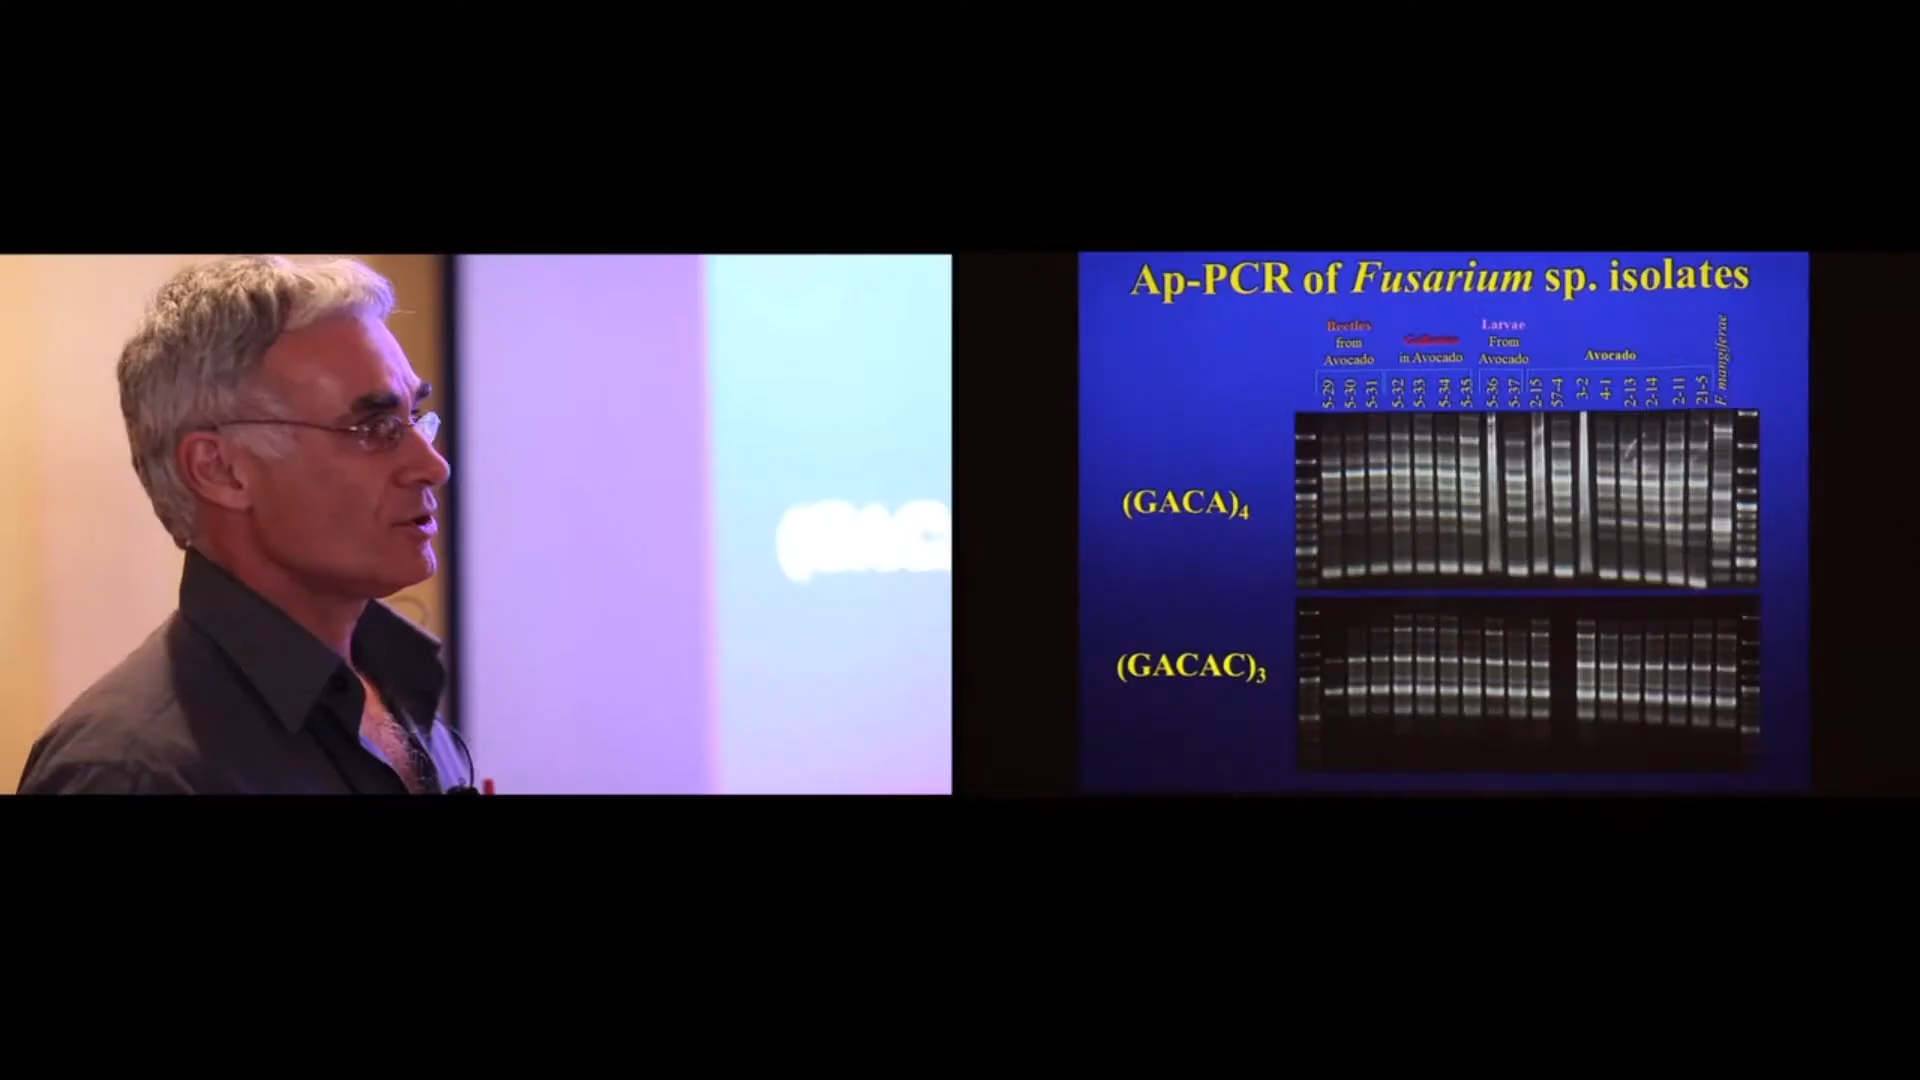 Ap-PCR of Fusarium sp. isolates
Beetles
from
Avocado
in Avocado
Larvae
From
Avocado
Avocado
F. mangiferae
5-29
5-30
5-31
5-32
5-33
5-34
5-35
5-36
5-37
2-15
57-4
3-2
4-1
2-13
2-14
2-11
21-5
(GACA)4
(GACAC)3
(GAC